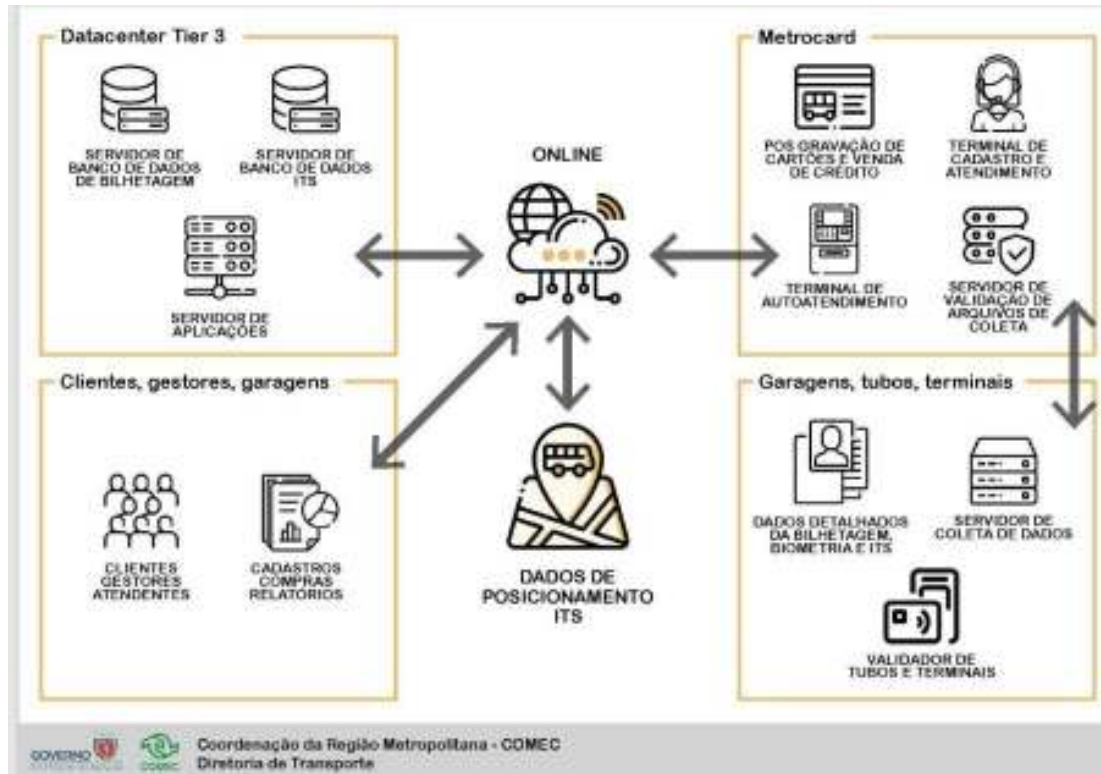 Datacenter Tier 3
SERVIDOR DE
BANCO DE DADOS
DE BILHETAGEM
SERVIDOR DE
BANCO DE DADOS
ITS
SERVIDOR DE
APLICAÇÕES
ONLINE
Metrocard
POS GRAVAÇÃO DE
CARTÕES E VENDA
DE CRÉDITO
TERMINAL DE
CADASTRO E
ATENDIMENTO
TERMINAL DE
AUTOATENDIMENTO
SERVIDOR DE
VALIDAÇÃO DE
ARQUIVOS DE
COLETA
Clientes, gestores, garagens
CLIENTES
GESTORES
ATENDENTES
CADASTROS
COMPRAS
RELATÓRIOS
DADOS DE
POSICIONAMENTO
ITS
Garagens, tubos, terminais
DADOS DETALHADOS
DA BILHETAGEM,
BIOMETRIA E ITS
SERVIDOR DE
COLETA DE DADOS
VALIDADOR DE
TUBOS E TERMINAIS
GOVERNO
COMEC
Coordenação da Região Metropolitana - COMEC
Diretoria de Transporte